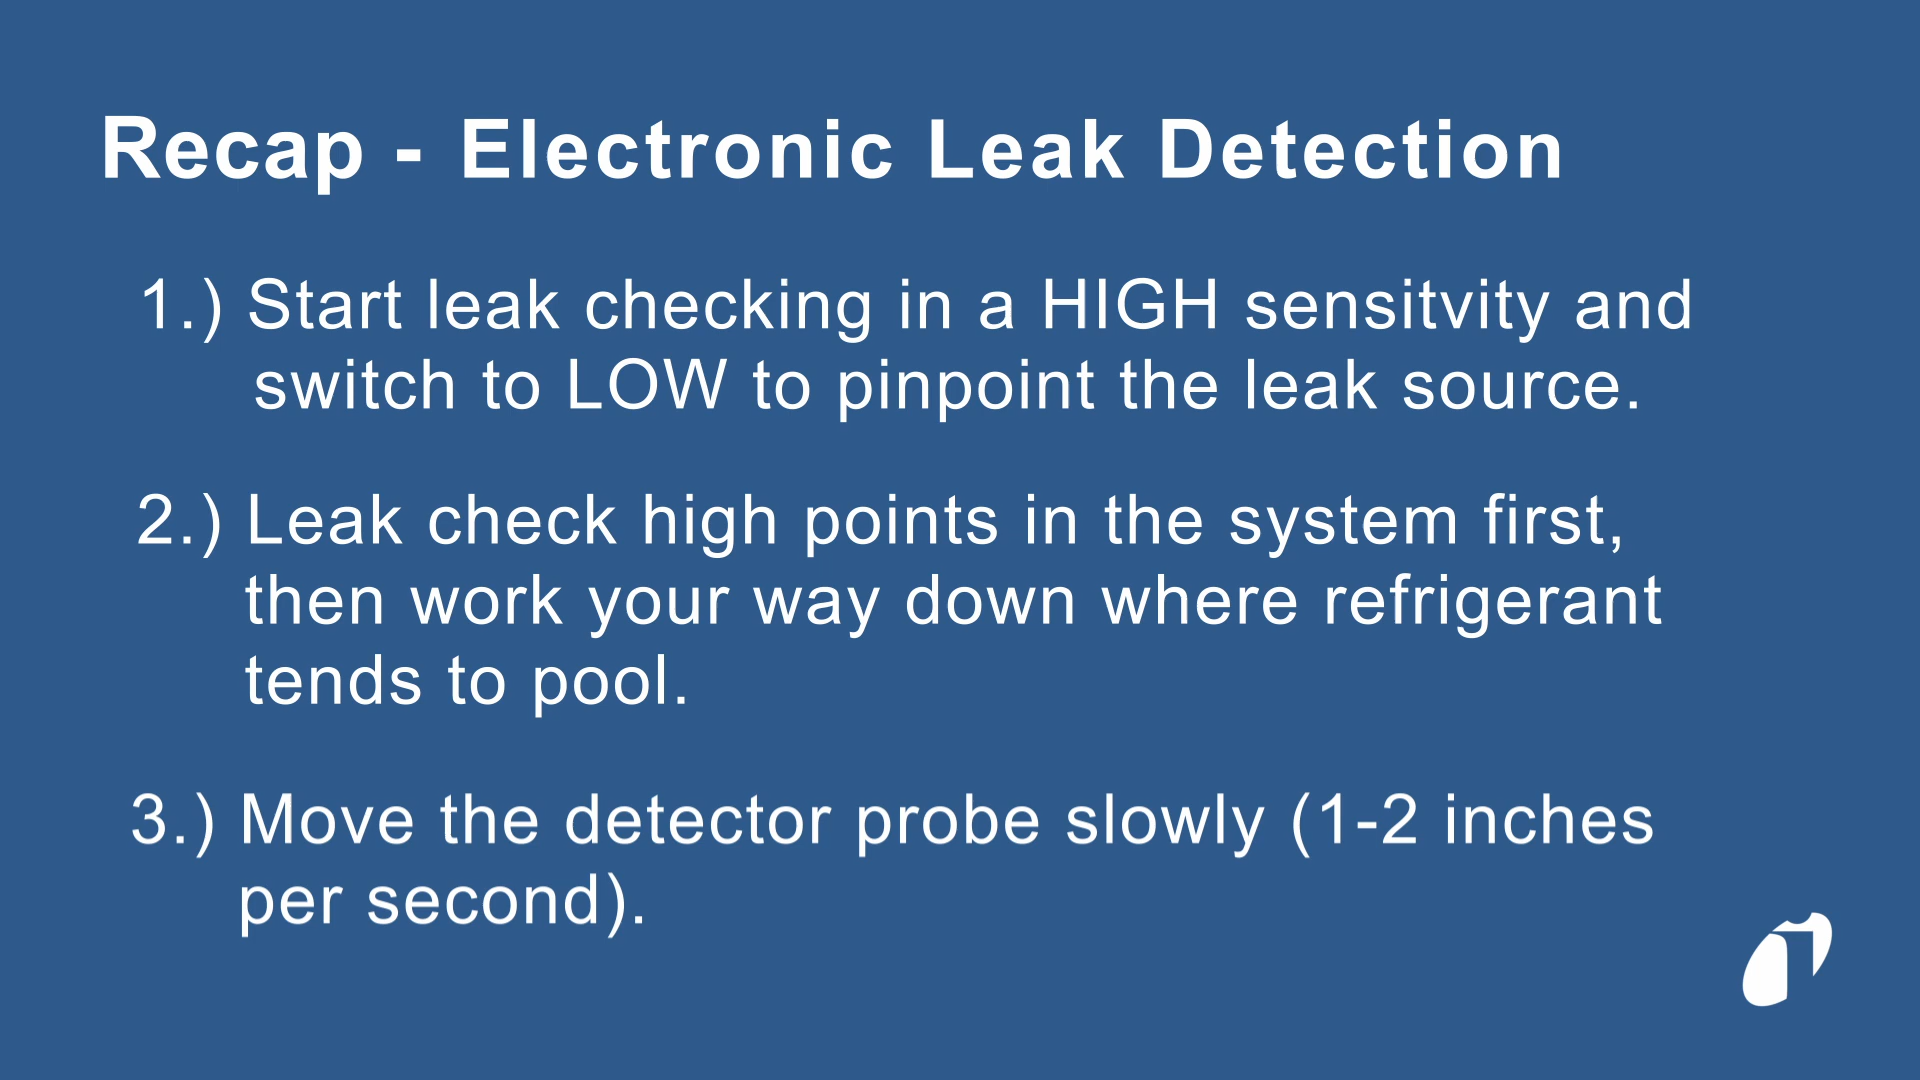 Recap - Electronic Leak Detection
1.) Start leak checking in a HIGH sensitvity and
switch to LOW to pinpoint the leak source.
2.) Leak check high points in the system first,
then work your way down where refrigerant
tends to pool.
3.) Move the detector probe slowly (1-2 inches
per second).